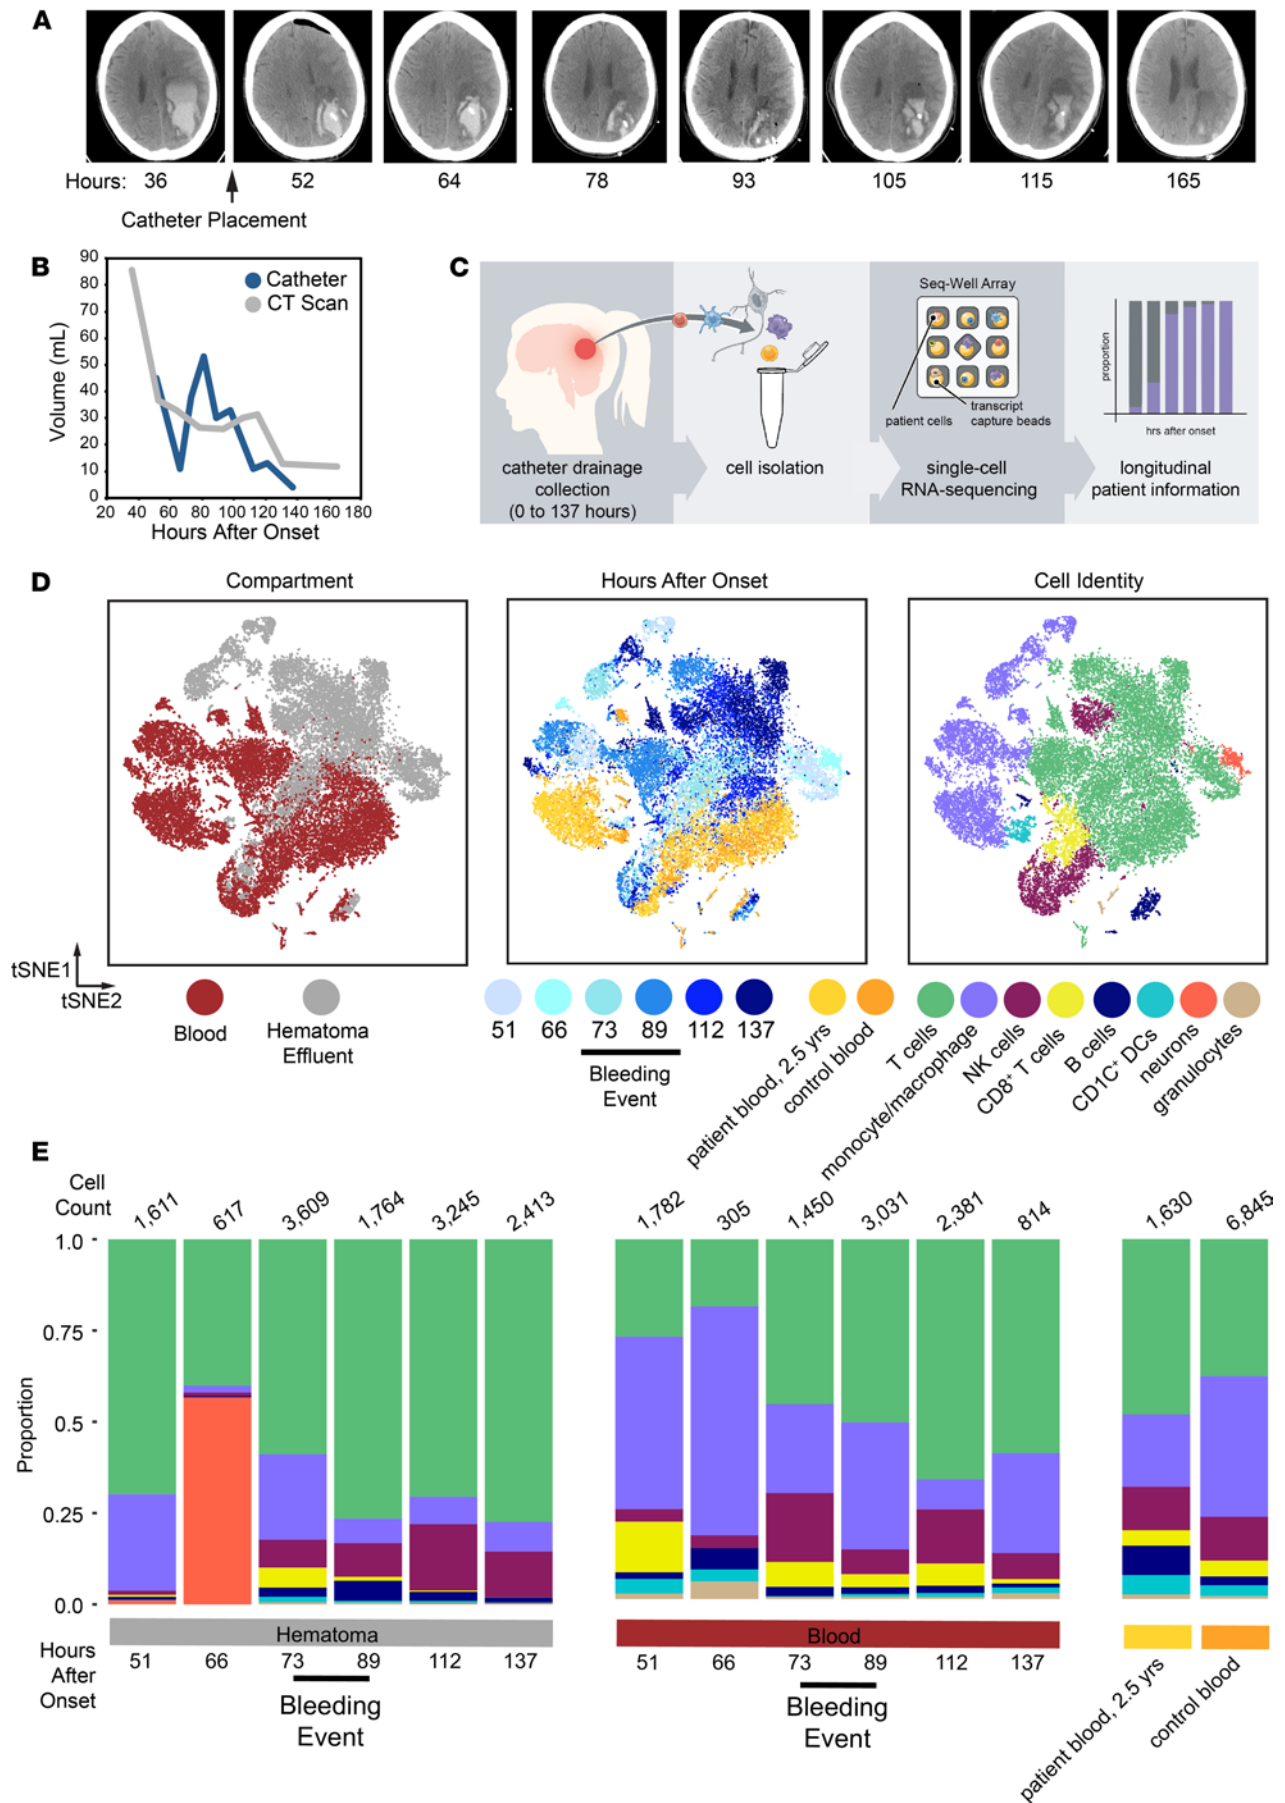 A
Hours: 36 52 64 78 93 105 115 165
Catheter Placement
B
90
80
70
60
50
40
30
20
10
0
Volume (mL)
Catheter
CT Scan
20 40 60 80 100 120 140 160 180
Hours After Onset
C
catheter drainage
collection
(0 to 137 hours)
cell isolation
Seq-Well Array
patient cells
transcript
capture beads
single-cell
RNA-sequencing
proportion
hrs after onset
longitudinal
patient information
D
Compartment
Hours After Onset
Cell Identity
tSNE1
tSNE2
Blood
Hematoma
Effluent
51 66 73 89 112 137
Bleeding
Event
patient blood, 2.5 yrs
control blood
T cells
monocyte/macrophage
NK cells
CD8+ T cells
B cells
CD1C+ DCs
neurons
granulocytes
E
Cell
Count
1,611 617 3,609 1,764 3,245 2,413
1,782 305 1,450 3,031 2,381 814
1,630 6,845
1.0
0.75
0.5
0.25
0.0
Proportion
Hematoma
Blood
Hours
After
Onset
51 66 73 89 112 137
Bleeding
Event
51 66 73 89 112 137
Bleeding
Event
patient blood, 2.5 yrs
control blood